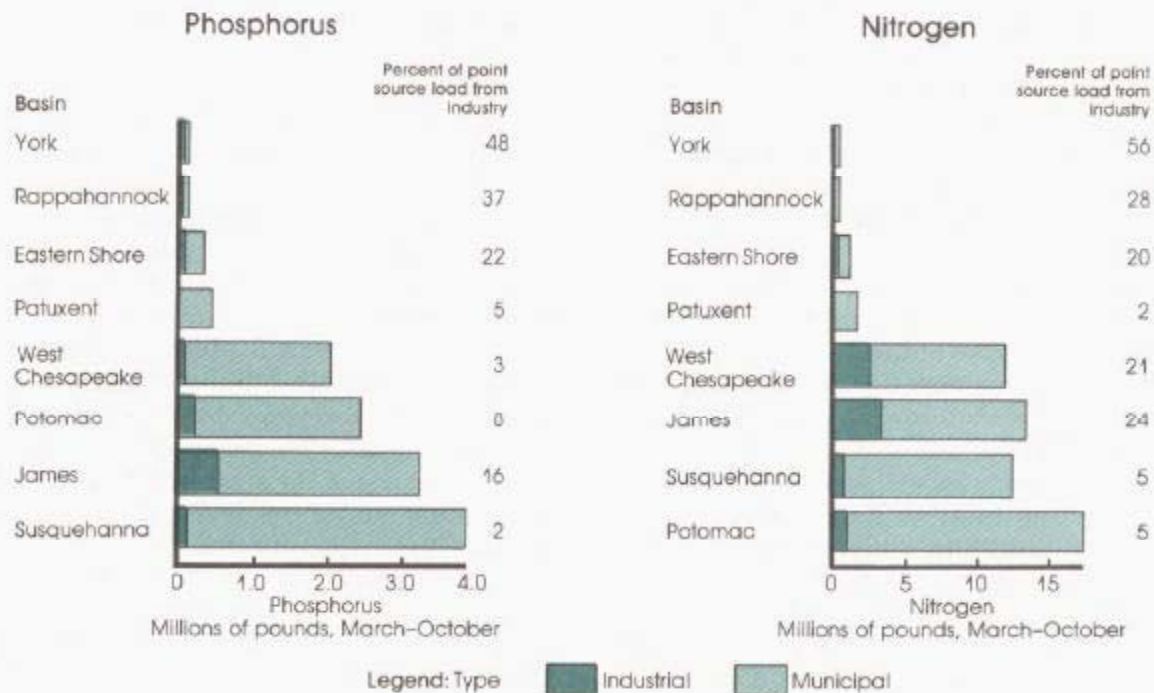 Phosphorus
Percent of point
source load from
industry
Basin
York 48
Rappahannock 37
Eastern Shore 22
Patuxent 5
West
Chesapeake 3
Potomac
James 16
Susquehanna 2
0 1.0 2.0 3.0 4.0
Phosphorus
Millions of pounds, March–October
Nitrogen
Percent of point
source load from
industry
Basin
York 56
Rappahannock 28
Eastern Shore 20
Patuxent 2
West
Chesapeake 21
James 24
Susquehanna 5
Potomac 5
0 5 10 15
Nitrogen
Millions of pounds, March–October
Legend: Type Industrial Municipal